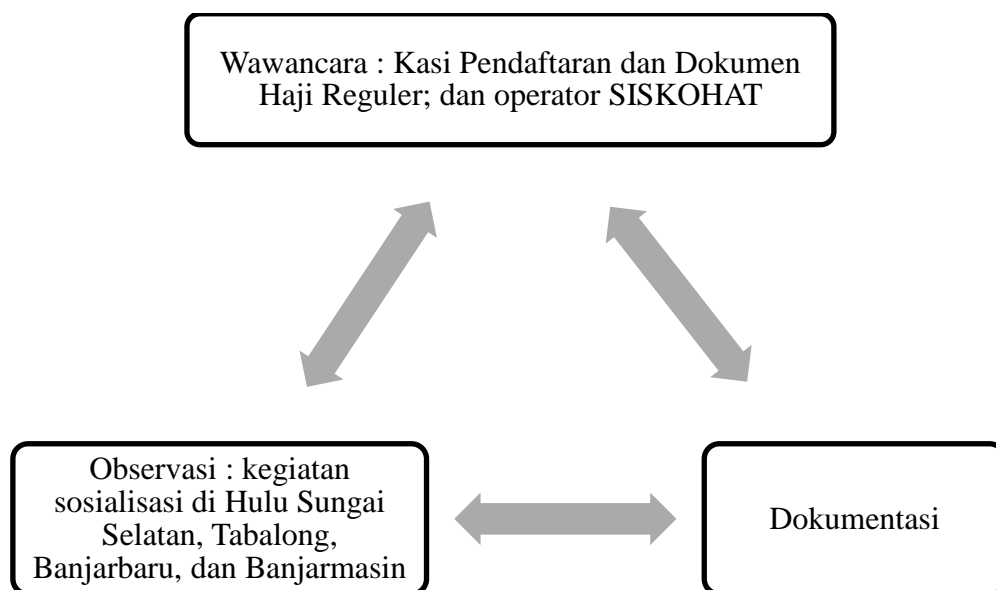 Wawancara : Kasi Pendaftaran dan Dokumen
Haji Reguler; dan operator SISKOHAT
Observasi : kegiatan
sosialisasi di Hulu Sungai
Selatan, Tabalong,
Banjarbaru, dan Banjarmasin
Dokumentasi